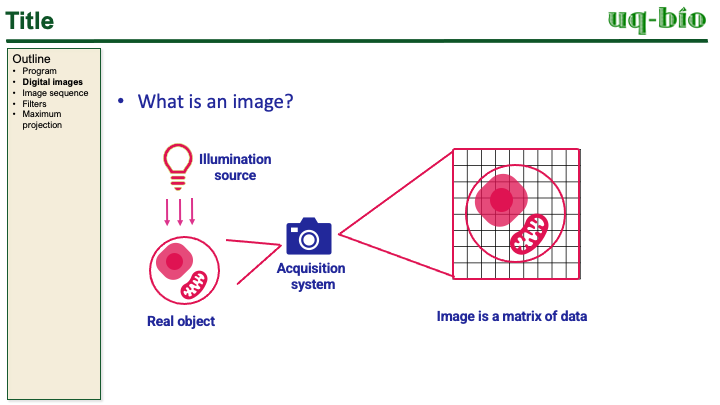 Title
uq-bio
Outline
• Program
• Digital images
• Image sequence
• Filters
• Maximum
projection
• What is an image?
Illumination
source
Acquisition
system
Real object
Image is a matrix of data